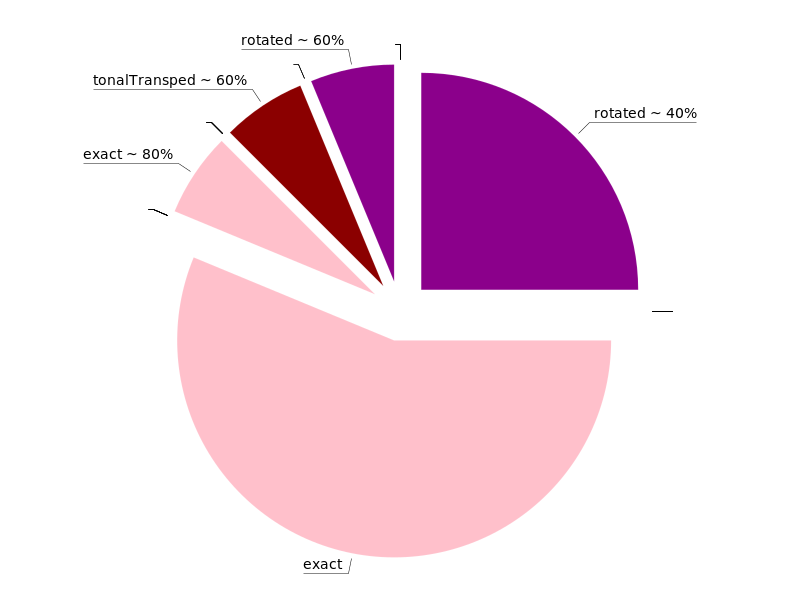 rotated ~ 60%
tonalTransped ~ 60%
rotated ~ 40%
exact ~ 80%
exact